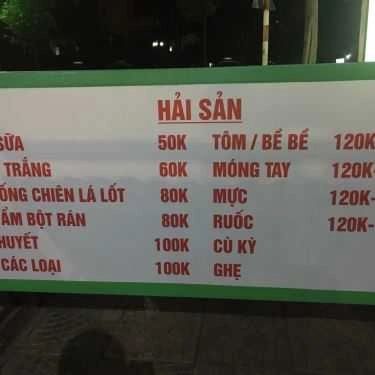 HẢI SẢN
SỮA 50K TÔM / BỀ BỀ 120K
TRẮNG 60K MÓNG TAY 120K-
ỐNG CHIÊN LÁ LỐT 80K MỰC 120K-
ẨM BỘT RÁN 80K RUỐC 120K-
HUYẾT 100K CÙ KỲ
CÁC LOẠI 100K GHẸ